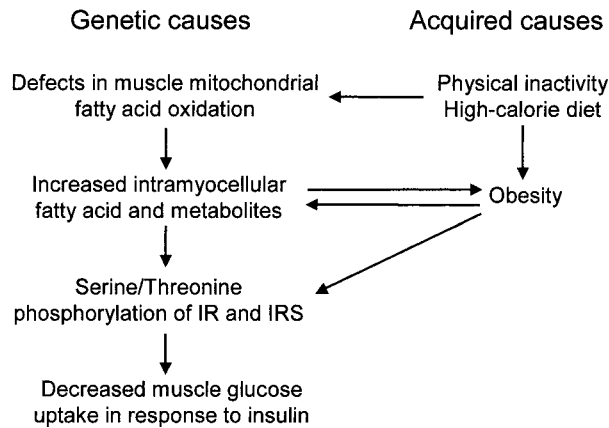 Genetic causes
Acquired causes
Defects in muscle mitochondrial
fatty acid oxidation
Physical inactivity
High-calorie diet
Increased intramyocellular
fatty acid and metabolites
Obesity
Serine/Threonine
phosphorylation of IR and IRS
Decreased muscle glucose
uptake in response to insulin